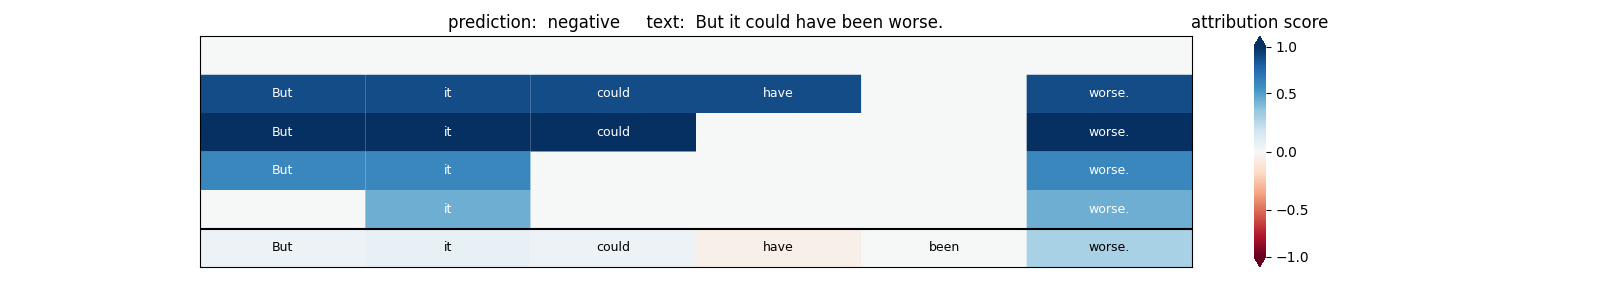 prediction:  negative     text:  But it could have been worse.
attribution score
But it could have worse.
But it could worse.
But it worse.
it worse.
But it could have been worse.
1.0
0.5
0.0
−0.5
−1.0